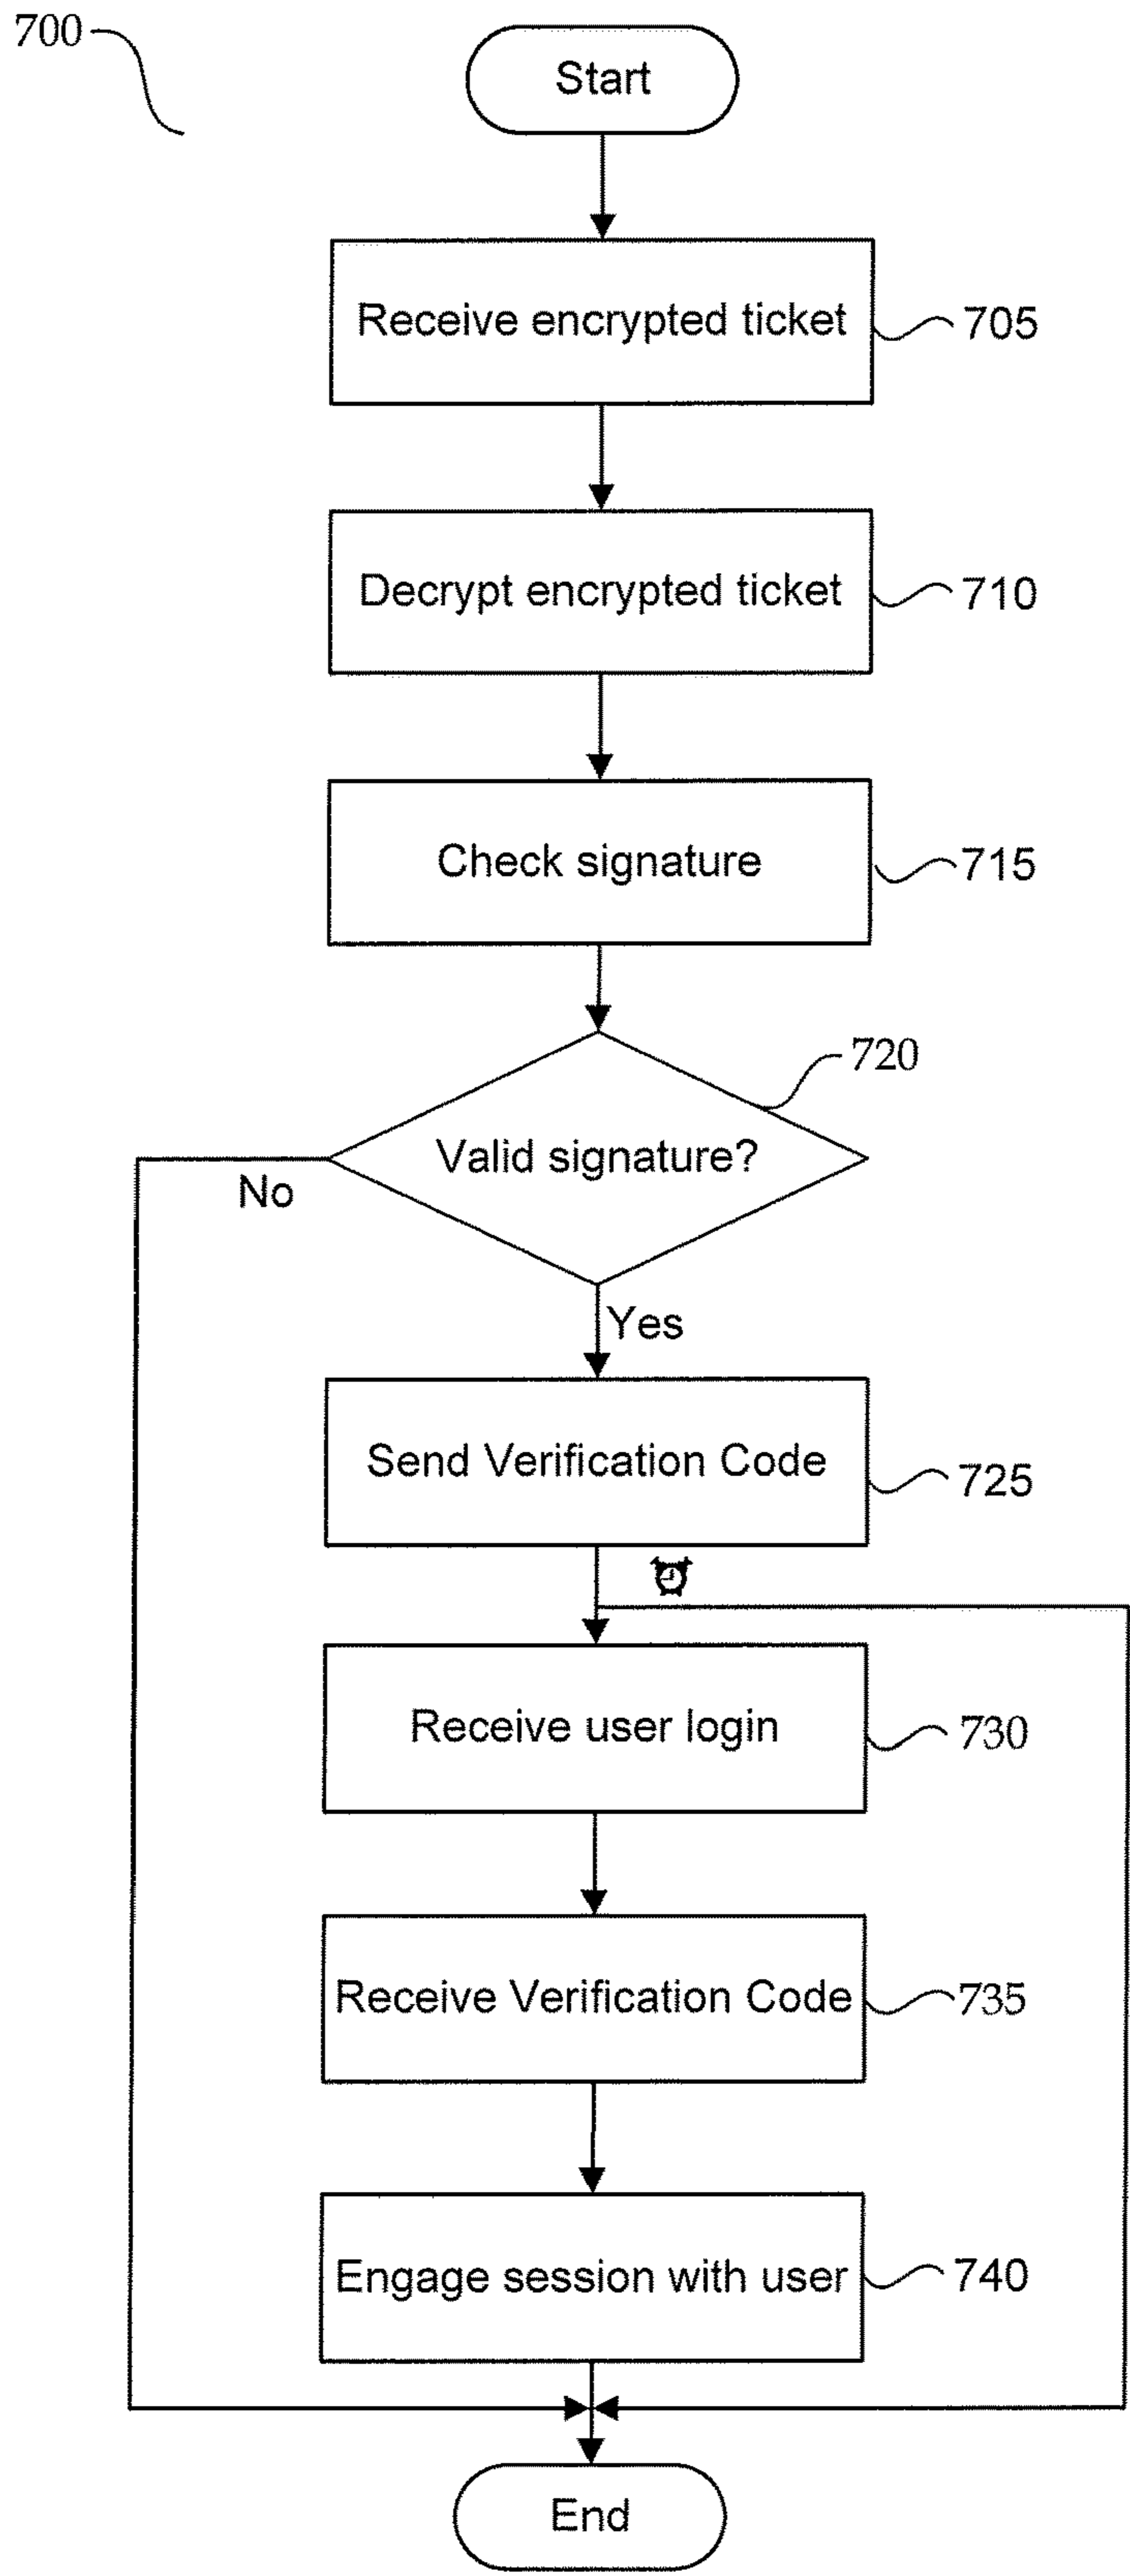 700
Start
Receive encrypted ticket
705
Decrypt encrypted ticket
710
Check signature
715
720
Valid signature?
No
Yes
Send Verification Code
725
Receive user login
730
Receive Verification Code
735
Engage session with user
740
End